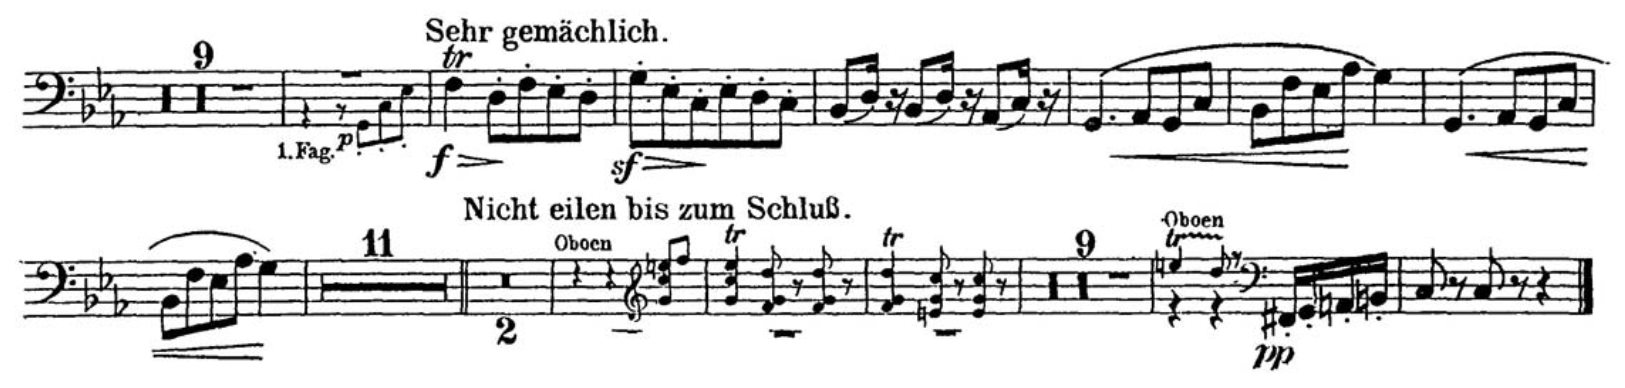 Sehr gemächlich.
9
tr
1. Fag.
p
f
sf
Nicht eilen bis zum Schluß.
11
2
Oboen
tr
tr
9
Oboen
tr
pp